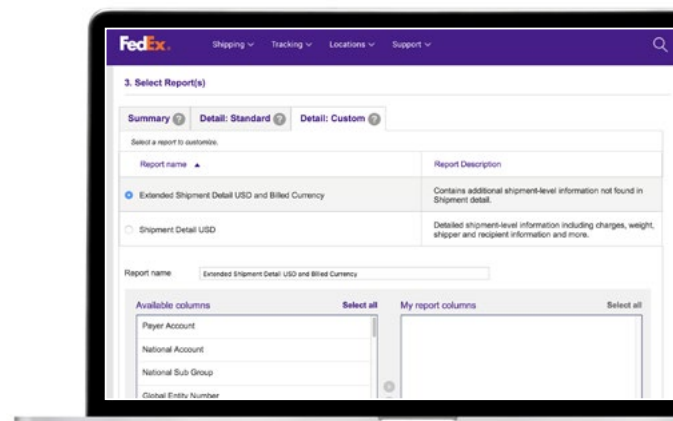 FedEx.
Shipping Tracking Locations Support
3. Select Report(s)
Summary ? Detail: Standard ? Detail: Custom ?
Select a report to customize.
Report name Report Description
Extended Shipment Detail USD and Billed Currency Contains additional shipment-level information not found in
Shipment detail.
Shipment Detail USD Detailed shipment-level information including charges, weight,
shipper and recipient information and more.
Report name Extended Shipment Detail USD and Billed Currency
Available columns Select all My report columns Select all
Payer Account
National Account
National Sub Group
Global Entity Number